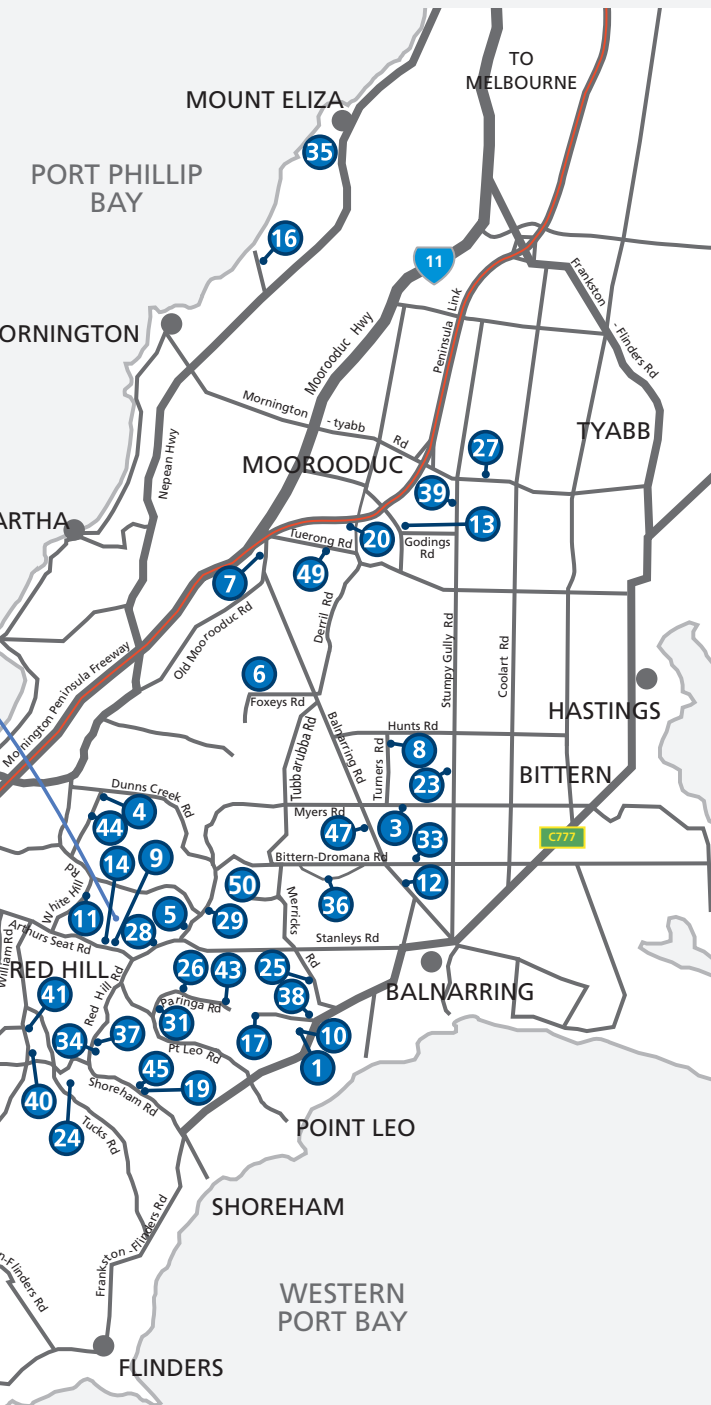 TO
MELBOURNE
MOUNT ELIZA
35
PORT PHILLIP
BAY
16
11
Frankston
- Flinders Rd
Peninsula Link
ORNINGTON
Moorooduc Hwy
Mornington
- tyabb
Rd
TYABB
27
Nepean Hwy
MOOROODUC
39
13
ARTHA
20
Tuerong Rd
Godings
Rd
7
49
Old Moorooduc Rd
Derril Rd
Stumpy Gully Rd
Coolart Rd
Mornington Peninsula Freeway
6
Foxeys Rd
HASTINGS
Tubbarubba Rd
Balnarring Rd
Hunts Rd
Turners Rd
8
23
BITTERN
Dunns Creek
Rd
4
44
Myers Rd
47
3
33
C777
14
9
Bittern-Dromana Rd
White Hill
Rd
50
36
12
11
28
5
29
Merricks
Rd
Arthurs Seat Rd
Stanleys Rd
William Rd
RED HILL
26
43
25
BALNARRING
41
Red Hill Rd
Paringa Rd
38
31
34
37
17
10
Pt Leo Rd
1
45
19
40
Shoreham Rd
24
Tucks Rd
POINT LEO
SHOREHAM
Frankston -Flinders Rd
n-Flinders Rd
WESTERN
PORT BAY
FLINDERS